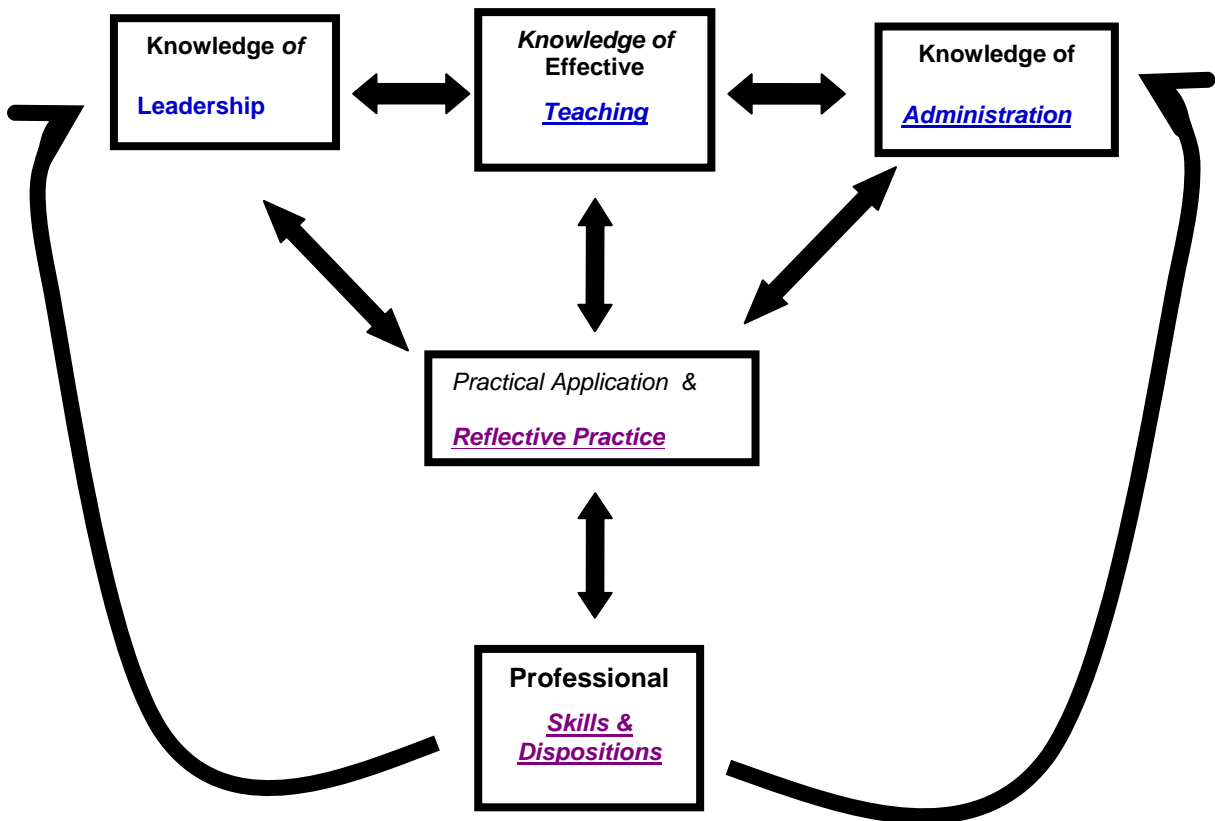 Knowledge of
Leadership
Knowledge of
Effective
Teaching
Knowledge of
Administration
Practical Application &
Reflective Practice
Professional
Skills &
Dispositions